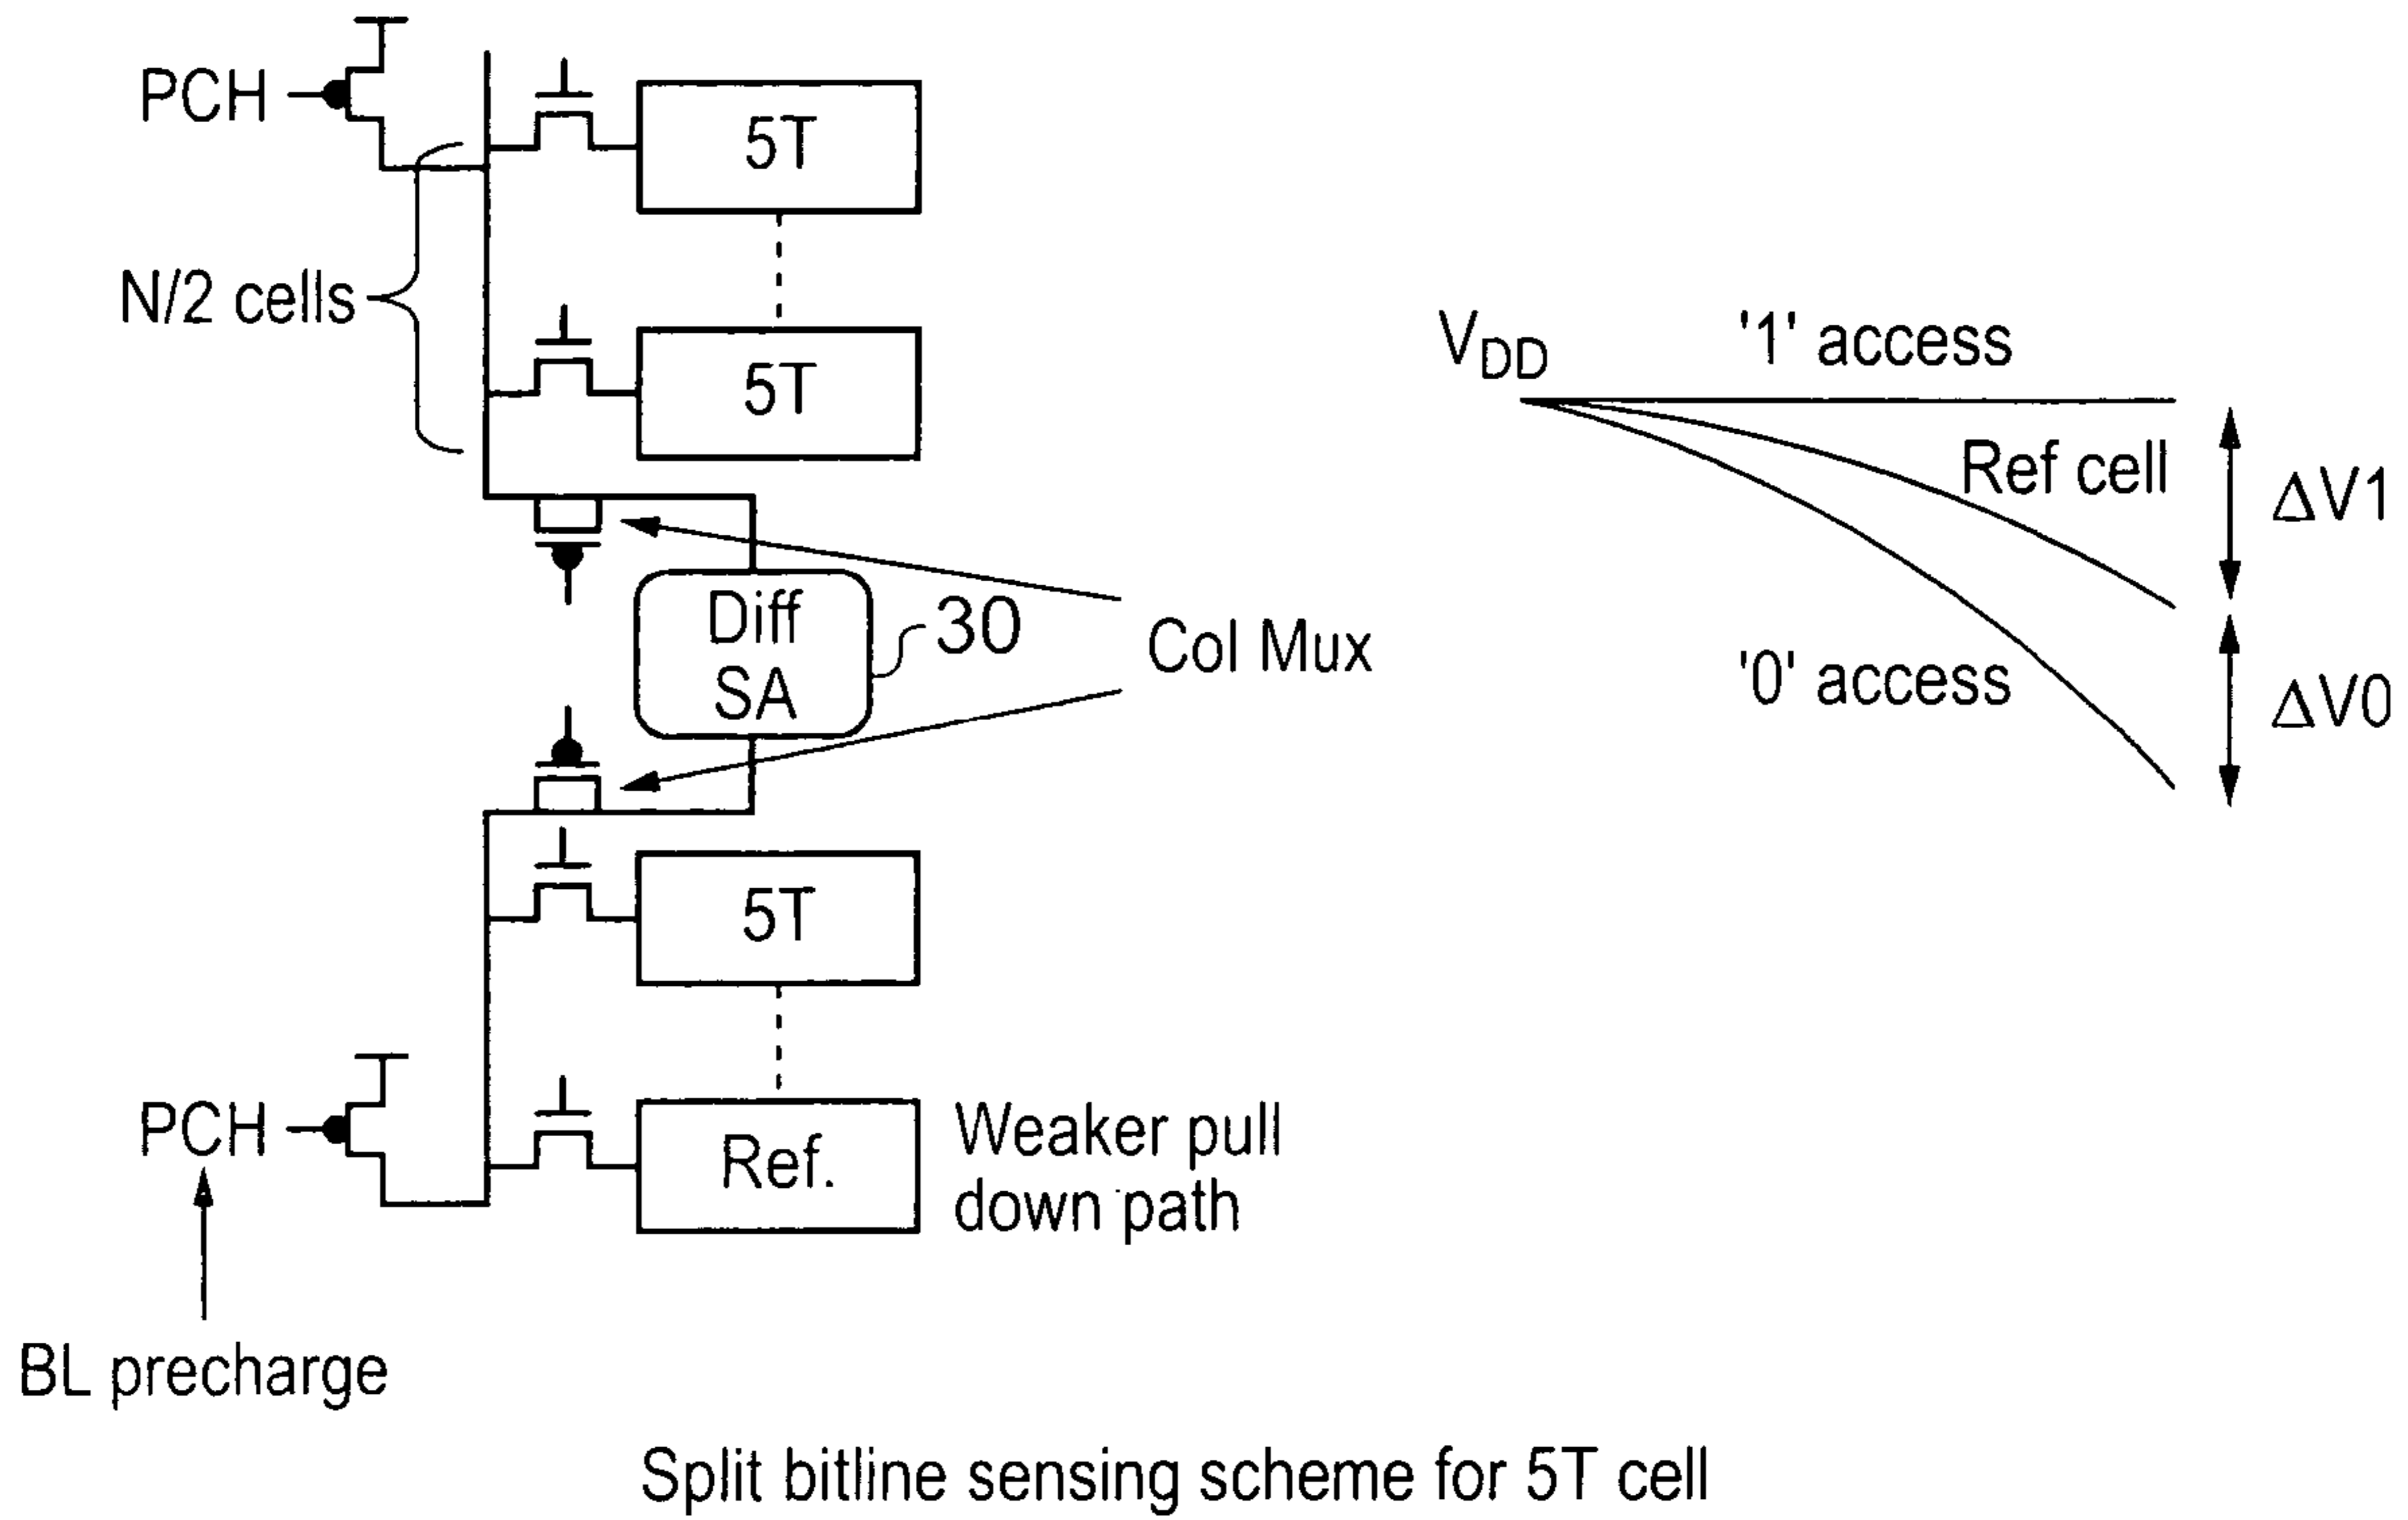 PCH
5T
N/2 cells
5T
Diff
SA
30
Col Mux
5T
PCH
Ref.
Weaker pull
down path
BL precharge
VDD
'1' access
Ref cell
ΔV1
'0' access
ΔV0
Split bitline sensing scheme for 5T cell